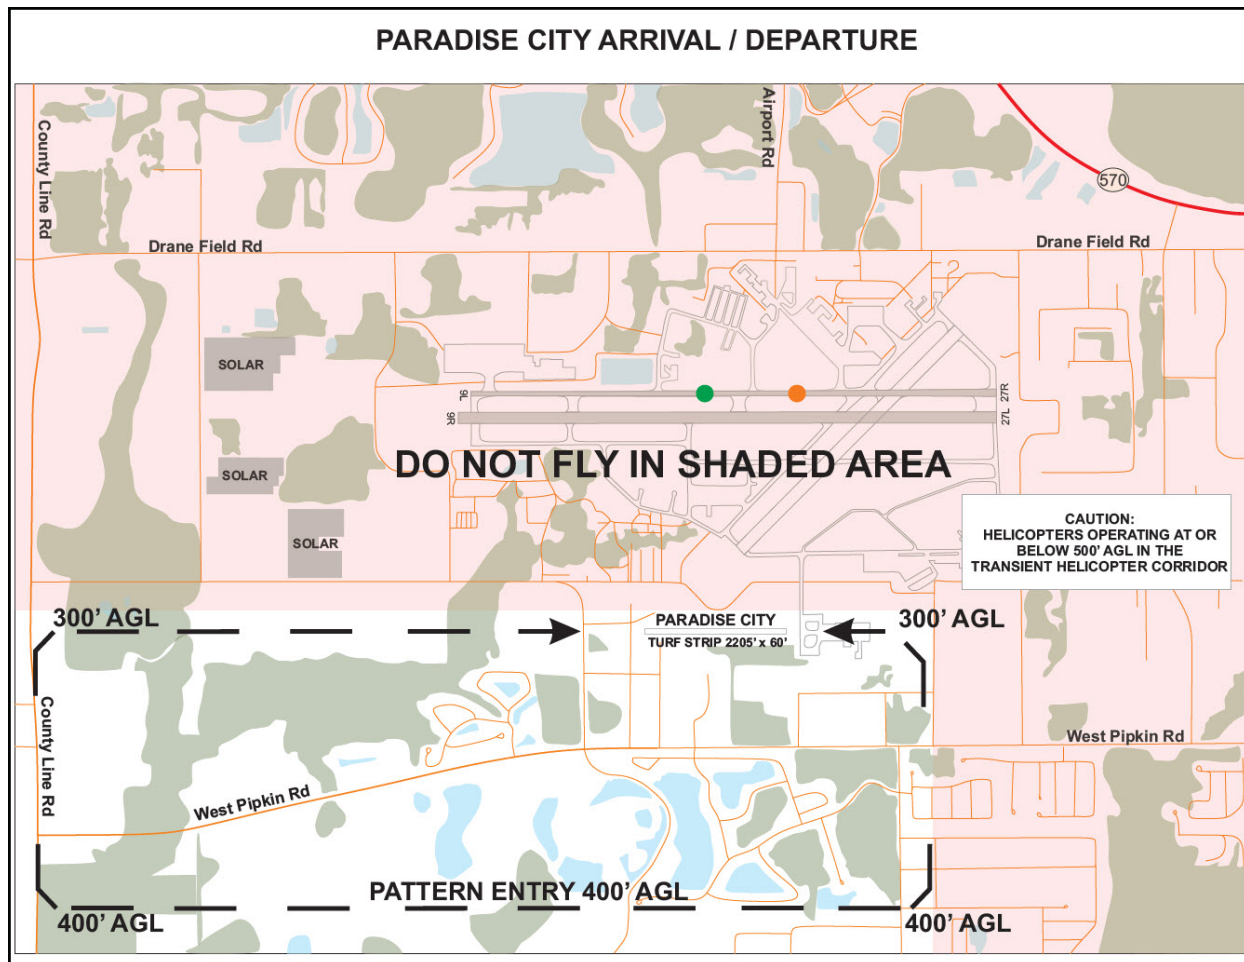 PARADISE CITY ARRIVAL / DEPARTURE
County Line Rd
Airport Rd
570
Drane Field Rd
Drane Field Rd
SOLAR
9L
27R
9R
27L
DO NOT FLY IN SHADED AREA
SOLAR
SOLAR
CAUTION:
HELICOPTERS OPERATING AT OR
BELOW 500' AGL IN THE
TRANSIENT HELICOPTER CORRIDOR
300' AGL
PARADISE CITY
300' AGL
TURF STRIP 2205' x 60'
County Line Rd
West Pipkin Rd
West Pipkin Rd
PATTERN ENTRY 400' AGL
400' AGL
400' AGL